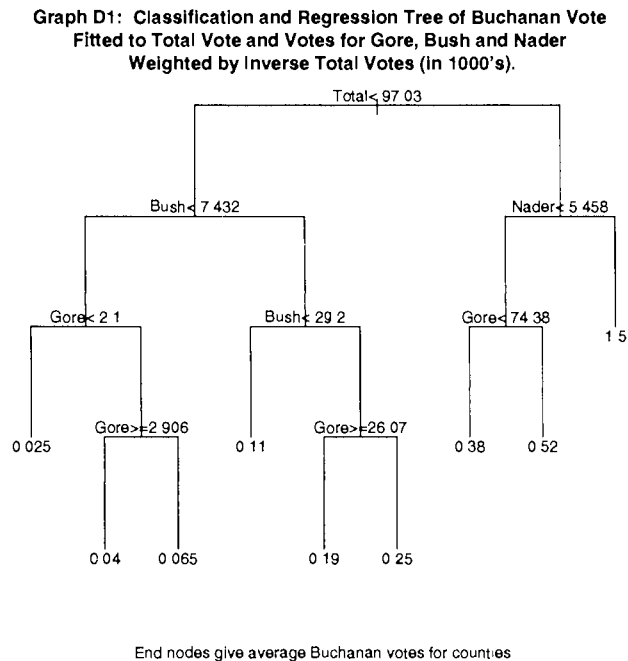 Graph D1: Classification and Regression Tree of Buchanan Vote
Fitted to Total Vote and Votes for Gore, Bush and Nader
Weighted by Inverse Total Votes (in 1000's).
Total< 97 03
Bush< 7 432
Nader< 5 458
Gore< 2 1
Bush< 29 2
Gore< 74 38
1 5
0 025
Gore>=2 906
0 11
Gore>=26 07
0 38
0 52
0 04
0 065
0 19
0 25
End nodes give average Buchanan votes for counties